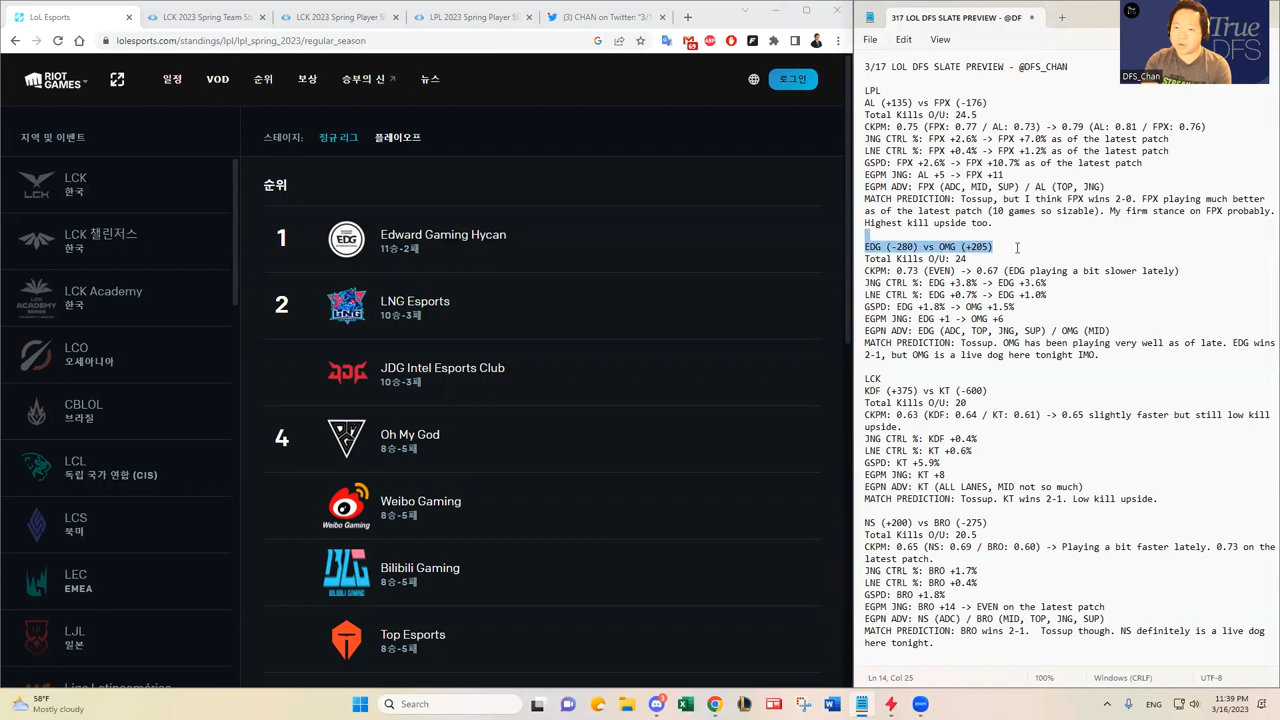 LoL Esports
LCK 2023 Spring Team St
LCK 2023 Spring Player S
LPL 2023 Spring Player St
(3) CHAN on Twitter: "3/1
lolesports.com/standings/lpl/lpl_spring_2023/regular_season
69
ABP
RIOT GAMES
일정
VOD
순위
보상
승부의 신
뉴스
로그인
지역 및 이벤트
LCK
한국
LCK 챌린저스
한국
LCK Academy
한국
LCO
오세아니아
CBLOL
브라질
LCL
독립 국가 연합 (CIS)
LCS
북미
LEC
EMEA
LJL
일본
스테이지:
정규 리그
플레이오프
순위
1
EDG
Edward Gaming Hycan
11승-2패
2
LNG Esports
10승-3패
JDG Intel Esports Club
10승-3패
4
Oh My God
8승-5패
Weibo Gaming
Weibo Gaming
8승-5패
BILIBILI GAMING
Bilibili Gaming
8승-5패
Top Esports
8승-5패
317 LOL DFS SLATE PREVIEW - @DF
File
Edit
View
True
DFS
DFS_Chan
3/17 LOL DFS SLATE PREVIEW - @DFS_CHAN
LPL
AL (+135) vs FPX (-176)
Total Kills O/U: 24.5
CKPM: 0.75 (FPX: 0.77 / AL: 0.73) -> 0.79 (AL: 0.81 / FPX: 0.76)
JNG CTRL %: FPX +2.6% -> FPX +7.0% as of the latest patch
LNE CTRL %: FPX +0.4% -> FPX +1.2% as of the latest patch
GSPD: FPX +2.6% -> FPX +10.7% as of the latest patch
EGPM JNG: AL +5 -> FPX +11
EGPM ADV: FPX (ADC, MID, SUP) / AL (TOP, JNG)
MATCH PREDICTION: Tossup, but I think FPX wins 2-0. FPX playing much better
as of the latest patch (10 games so sizable). My firm stance on FPX probably.
Highest kill upside too.
EDG (-280) vs OMG (+205)
Total Kills O/U: 24
CKPM: 0.73 (EVEN) -> 0.67 (EDG playing a bit slower lately)
JNG CTRL %: EDG +3.8% -> EDG +3.6%
LNE CTRL %: EDG +0.7% -> EDG +1.0%
GSPD: EDG +1.8% -> OMG +1.5%
EGPM JNG: EDG +1 -> OMG +6
EGPN ADV: EDG (ADC, TOP, JNG, SUP) / OMG (MID)
MATCH PREDICTION: Tossup. OMG has been playing very well as of late. EDG wins
2-1, but OMG is a live dog here tonight IMO.
LCK
KDF (+375) vs KT (-600)
Total Kills O/U: 20
CKPM: 0.63 (KDF: 0.64 / KT: 0.61) -> 0.65 slightly faster but still low kill
upside.
JNG CTRL %: KDF +0.4%
LNE CTRL %: KT +0.6%
GSPD: KT +5.9%
EGPM JNG: KT +8
EGPN ADV: KT (ALL LANES, MID not so much)
MATCH PREDICTION: Tossup. KT wins 2-1. Low kill upside.
NS (+200) vs BRO (-275)
Total Kills O/U: 20.5
CKPM: 0.65 (NS: 0.69 / BRO: 0.60) -> Playing a bit faster lately. 0.73 on the
latest patch.
JNG CTRL %: BRO +1.7%
LNE CTRL %: BRO +0.4%
GSPD: BRO +1.8%
EGPM JNG: BRO +14 -> EVEN on the latest patch
EGPM ADV: NS (ADC) / BRO (MID, TOP, JNG, SUP)
MATCH PREDICTION: BRO wins 2-1.  Tossup though. NS definitely is a live dog
here tonight.
Ln 14, Col 25
100%
Windows (CRLF)
UTF-8
58°F
Mostly cloudy
Search
ENG
11:39 PM
3/16/2023